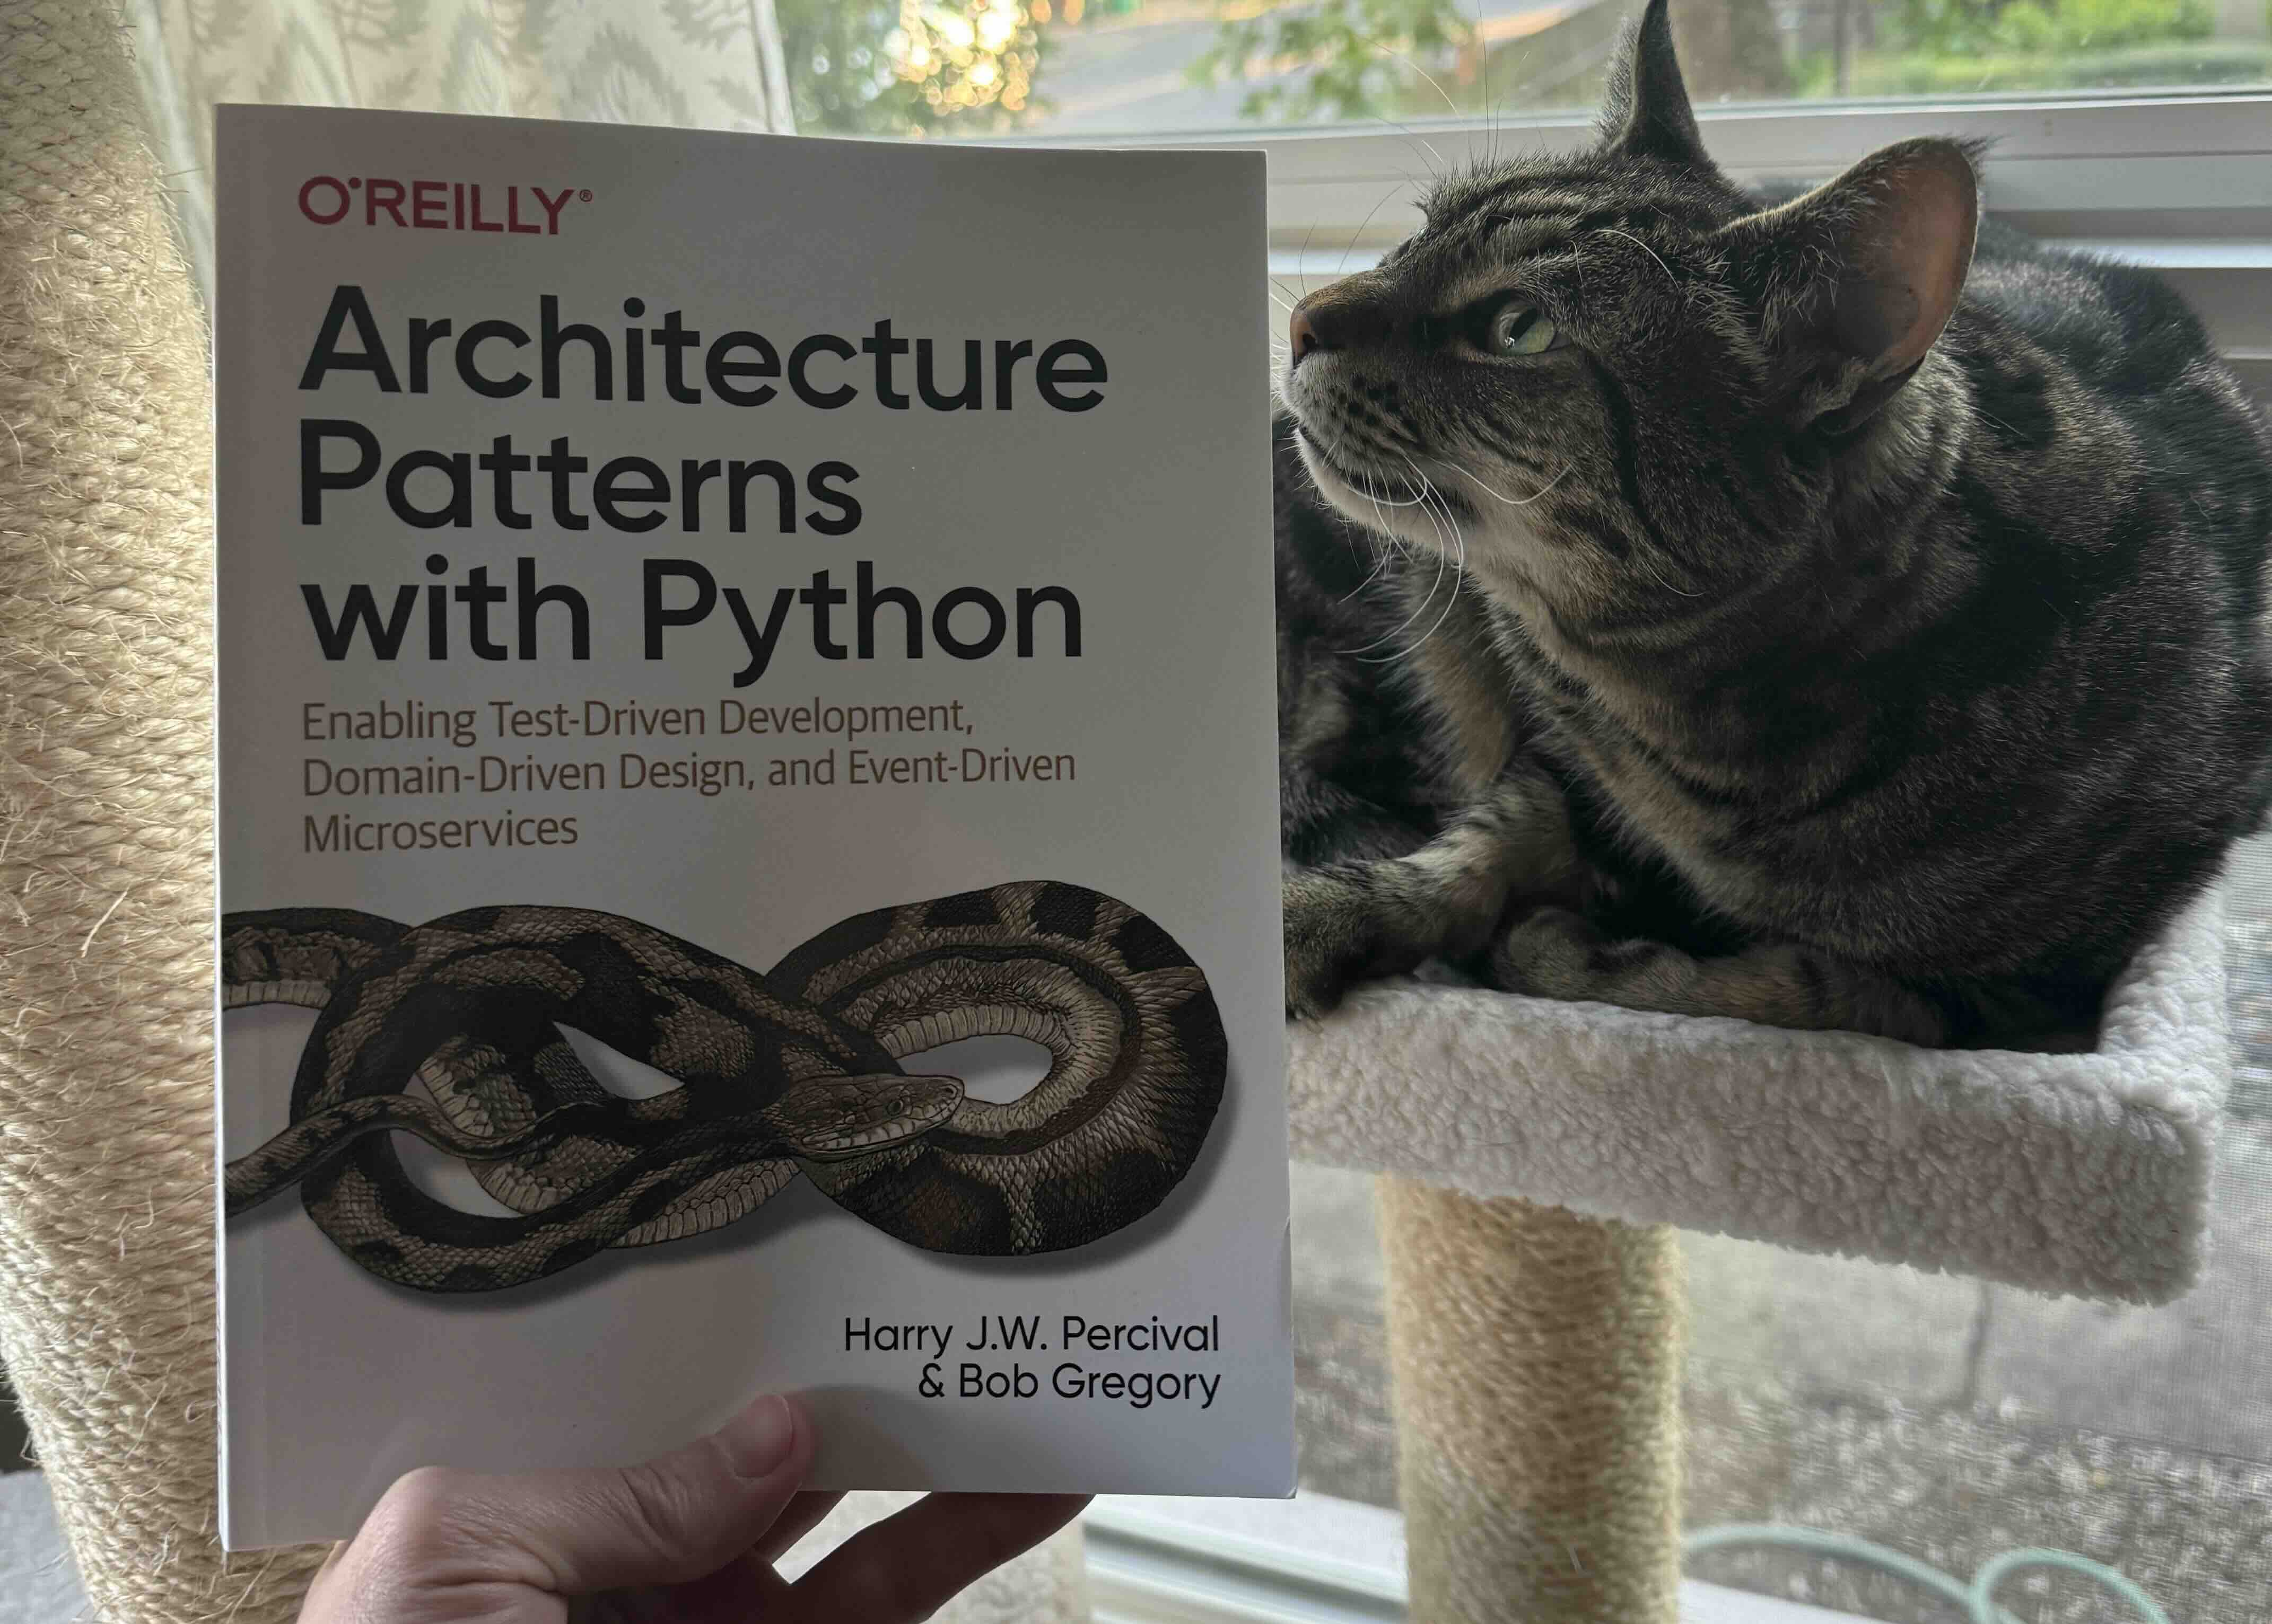 O'REILLY®
Architecture
Patterns
with Python
Enabling Test-Driven Development,
Domain-Driven Design, and Event-Driven
Microservices
Harry J.W. Percival
& Bob Gregory